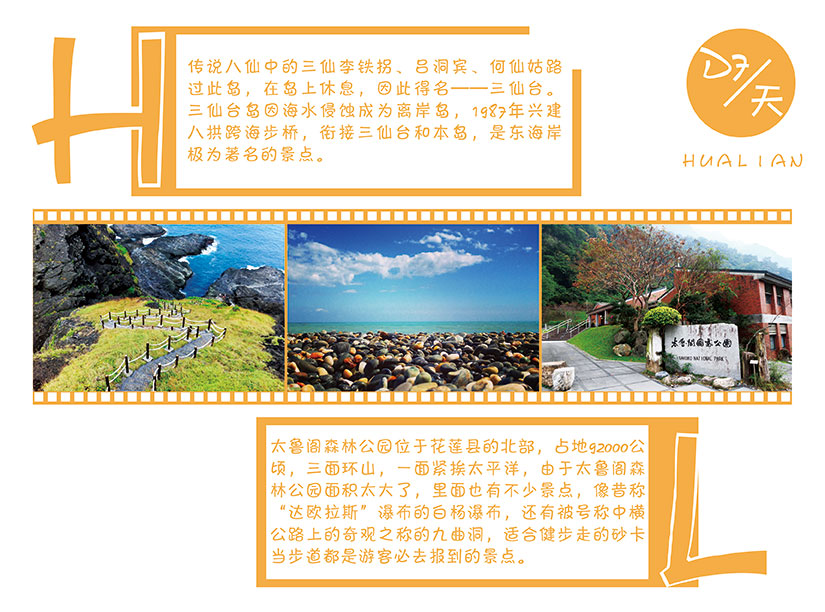 H
传说八仙中的三仙李铁拐、吕洞宾、何仙姑路
过此岛，在岛上休息，因此得名——三仙台。
三仙台岛因海水侵蚀成为离岸岛，1987年兴建
八拱跨海步桥，衔接三仙台和本岛，是东海岸
极为著名的景点。
D7/天
HUALIAN
太鲁阁国家公园
TAROKO NATIONAL PARK
太鲁阁森林公园位于花莲县的北部，占地92000公
顷，三面环山，一面紧挨太平洋，由于太鲁阁森
林公园面积太大了，里面也有不少景点，像昔称
“达欧拉斯”瀑布的白杨瀑布，还有被号称中横
公路上的奇观之称的九曲洞，适合健步走的砂卡
当步道都是游客必去报到的景点。
L